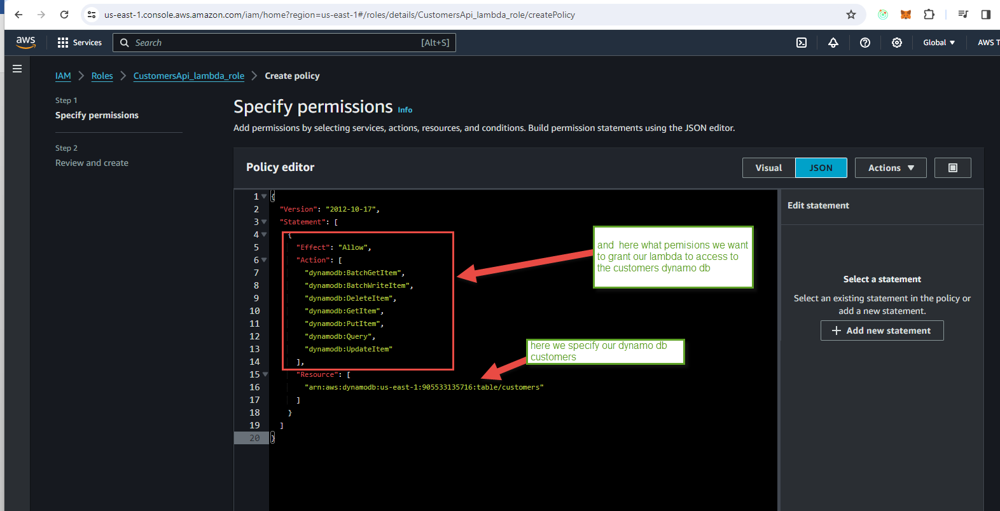 us-east-1.console.aws.amazon.com/iam/home?region=us-east-1#/roles/details/CustomersApi_lambda_role/createPolicy
aws
Services
Search
[Alt+S]
Global
AWS T
IAM > Roles > CustomersApi_lambda_role > Create policy
Step 1
Specify permissions
Step 2
Review and create
Specify permissions Info
Add permissions by selecting services, actions, resources, and conditions. Build permission statements using the JSON editor.
Policy editor
Visual
JSON
Actions
1 {
2 "Version": "2012-10-17",
3 "Statement": [
4 {
5 "Effect": "Allow",
6 "Action": [
7 "dynamodb:BatchGetItem",
8 "dynamodb:BatchWriteItem",
9 "dynamodb:DeleteItem",
10 "dynamodb:GetItem",
11 "dynamodb:PutItem",
12 "dynamodb:Query",
13 "dynamodb:UpdateItem"
14 ],
15 "Resource": [
16 "arn:aws:dynamodb:us-east-1:905533135716:table/customers"
17 ]
18 }
19 ]
20 }
and here what pemisions we want
to grant our lambda to access to
the customers dynamo db
here we specify our dynamo db
customers
Edit statement
Select a statement
Select an existing statement in the policy or
add a new statement.
+ Add new statement